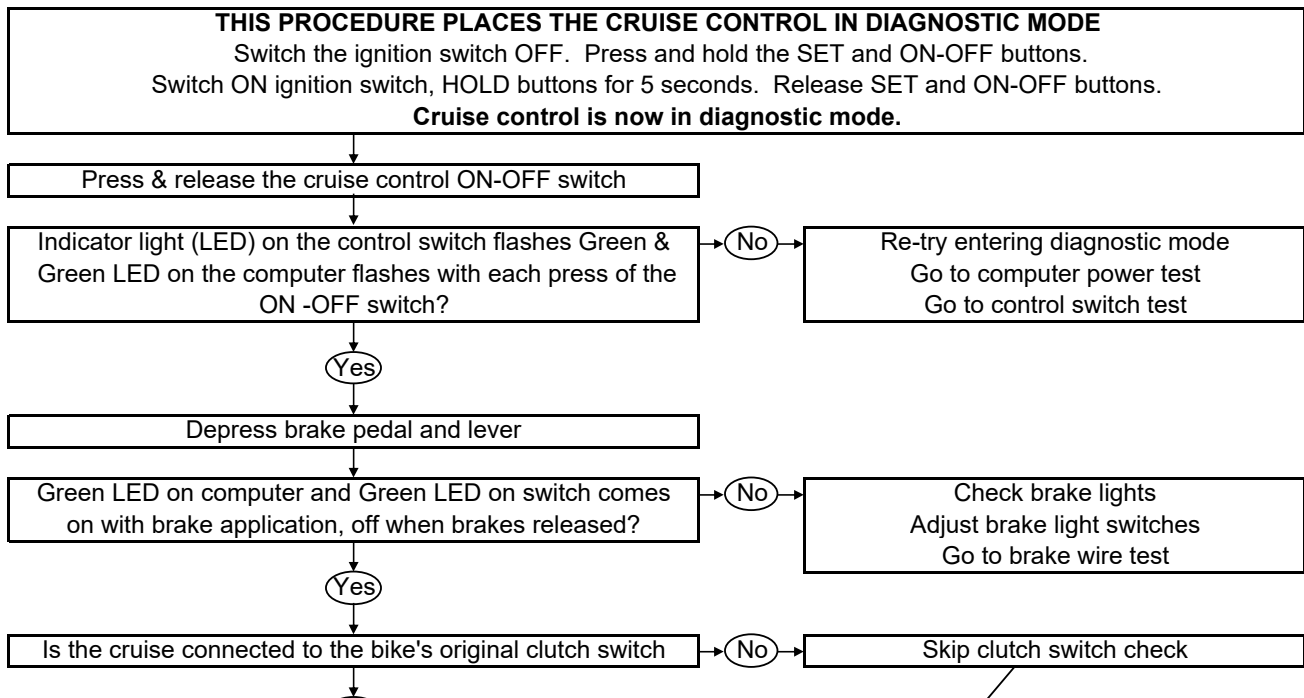 THIS PROCEDURE PLACES THE CRUISE CONTROL IN DIAGNOSTIC MODE
Switch the ignition switch OFF.  Press and hold the SET and ON-OFF buttons.
Switch ON ignition switch, HOLD buttons for 5 seconds.  Release SET and ON-OFF buttons.
Cruise control is now in diagnostic mode.
Press & release the cruise control ON-OFF switch
Indicator light (LED) on the control switch flashes Green &
Green LED on the computer flashes with each press of the
ON -OFF switch?
No
Re-try entering diagnostic mode
Go to computer power test
Go to control switch test
Yes
Depress brake pedal and lever
Green LED on computer and Green LED on switch comes
on with brake application, off when brakes released?
No
Check brake lights
Adjust brake light switches
Go to brake wire test
Yes
Is the cruise connected to the bike's original clutch switch
No
Skip clutch switch check